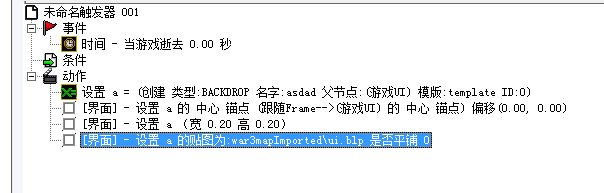 未命名触发器 001
事件
时间 - 当游戏逝去 0.00 秒
条件
动作
设置 a = (创建 类型:BACKDROP 名字:asdad 父节点:(游戏UI) 模版:template ID:0)
[界面] - 设置 a 的 中心 锚点 (跟随Frame-->(游戏UI) 的 中心 锚点) 偏移(0.00, 0.00)
[界面] - 设置 a (宽 0.20 高 0.20)
[界面] - 设置 a 的贴图为:war3mapImported\ui.blp 是否平铺 0